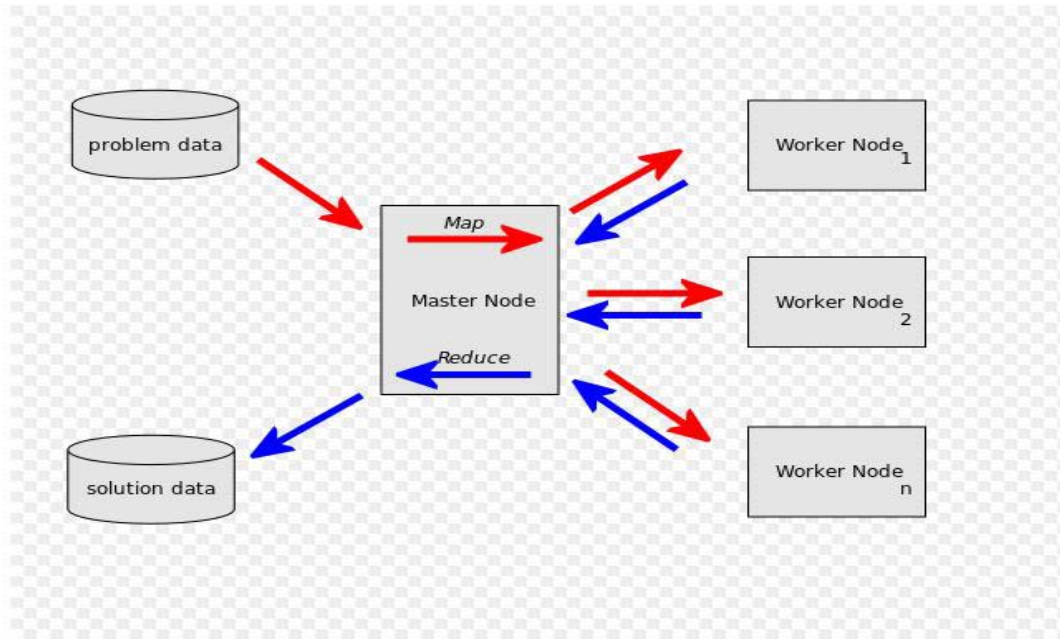 problem data
Map
Master Node
Reduce
solution data
Worker Node
1
Worker Node
2
Worker Node
n